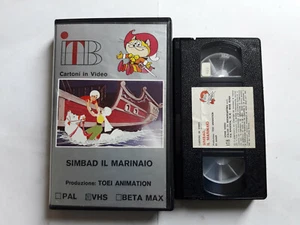 ITB
Cartoni in Video
SIMBAD IL MARINAIO
Produzione: TOEI ANIMATION
PAL VHS BETA MAX
SIMBAD
IL MARINAIO